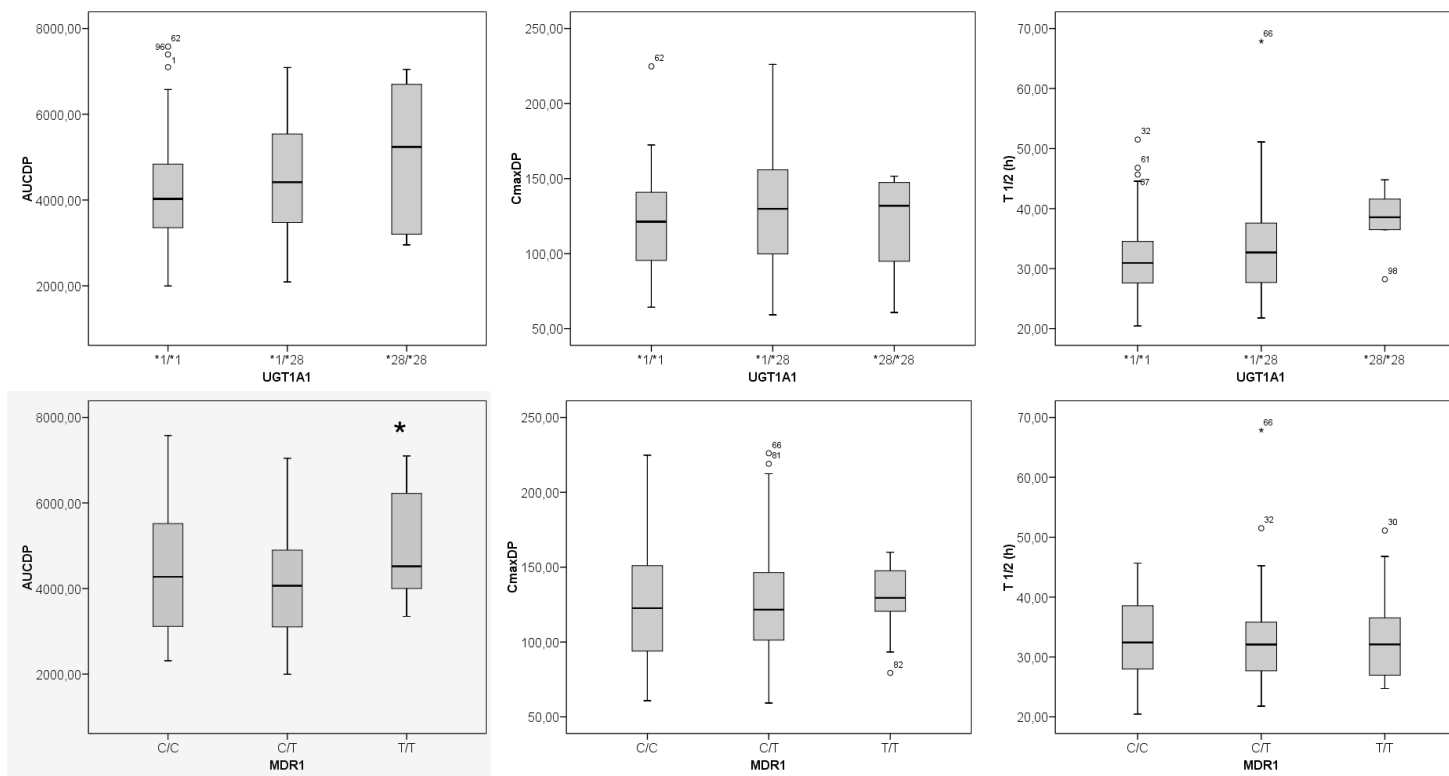 AUCDP
8000,00
6000,00
4000,00
2000,00
62
96
1
*1/*1
*1/*28
*28/*28
UGT1A1
CmaxDP
250,00
200,00
150,00
100,00
50,00
62
*1/*1
*1/*28
*28/*28
UGT1A1
T 1/2 (h)
70,00
60,00
50,00
40,00
30,00
20,00
32
61
67
66
98
*1/*1
*1/*28
*28/*28
UGT1A1
AUCDP
8000,00
6000,00
4000,00
2000,00
*
C/C
C/T
T/T
MDR1
CmaxDP
250,00
200,00
150,00
100,00
50,00
66
81
82
C/C
C/T
T/T
MDR1
T 1/2 (h)
70,00
60,00
50,00
40,00
30,00
20,00
66
32
30
C/C
C/T
T/T
MDR1